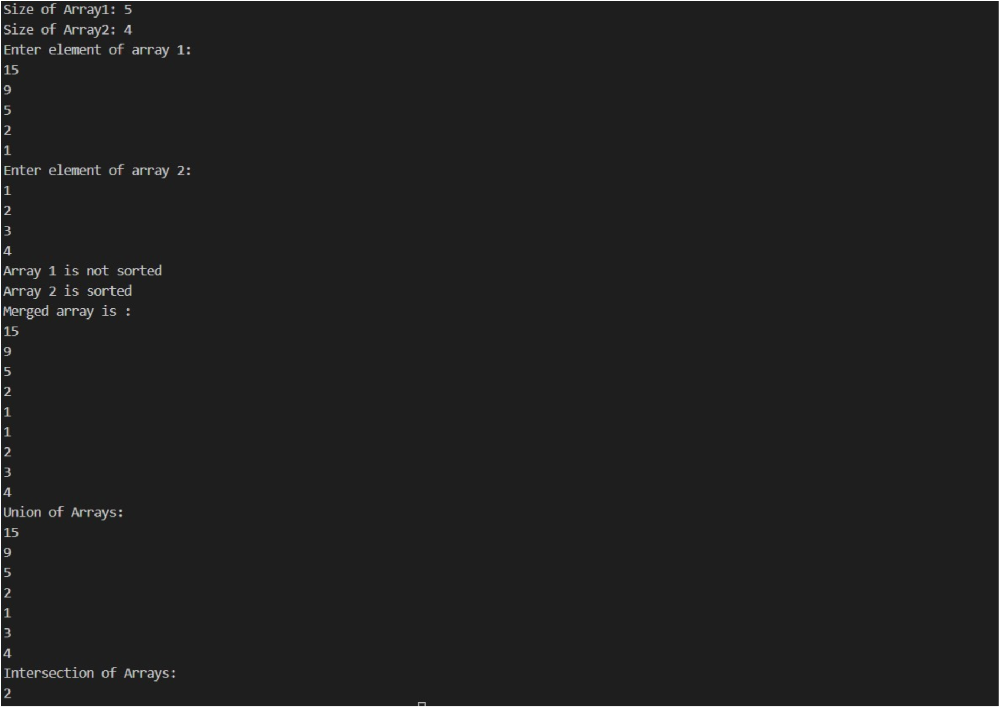 Size of Array1: 5
Size of Array2: 4
Enter element of array 1:
15
9
5
2
1
Enter element of array 2:
1
2
3
4
Array 1 is not sorted
Array 2 is sorted
Merged array is :
15
9
5
2
1
1
2
3
4
Union of Arrays:
15
9
5
2
1
3
4
Intersection of Arrays:
2